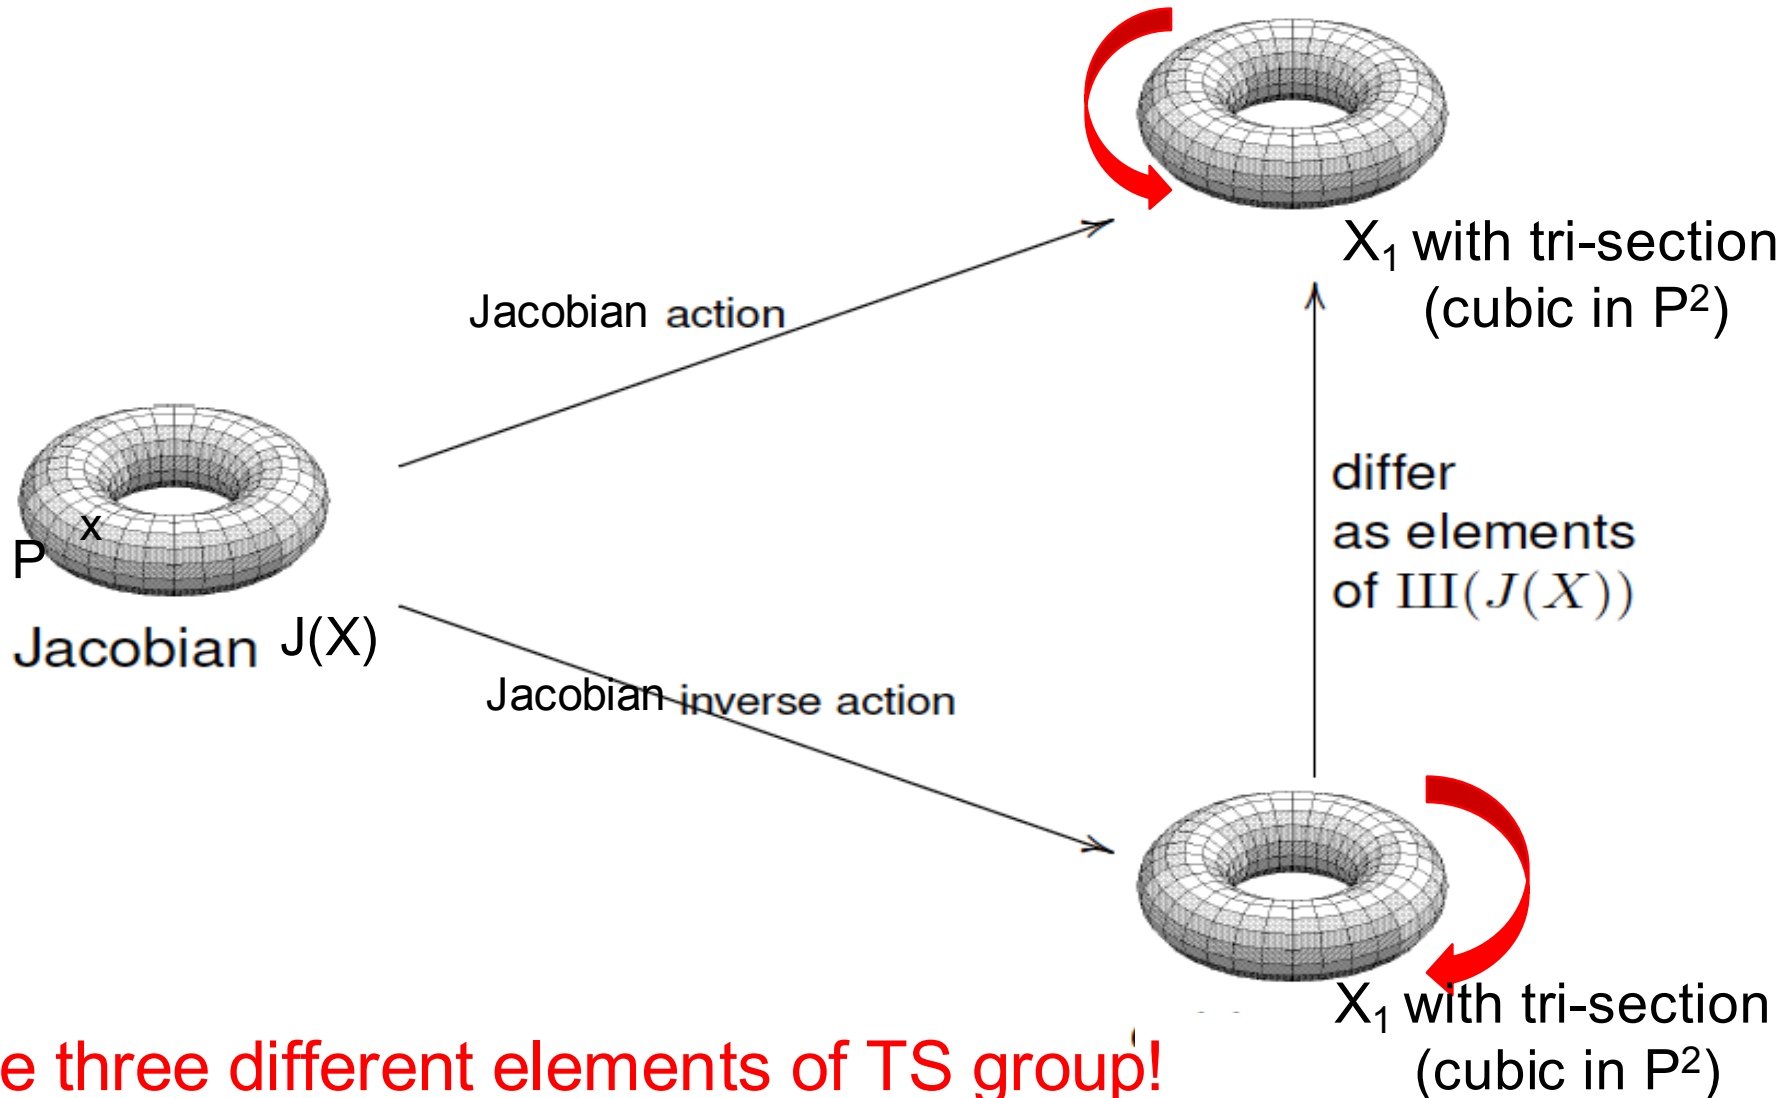 X₁ with tri-section
(cubic in P²)
Jacobian action
differ
as elements
of Ш(J(X))
x
P
Jacobian J(X)
Jacobian inverse action
X₁ with tri-section
(cubic in P²)
e three different elements of TS group!